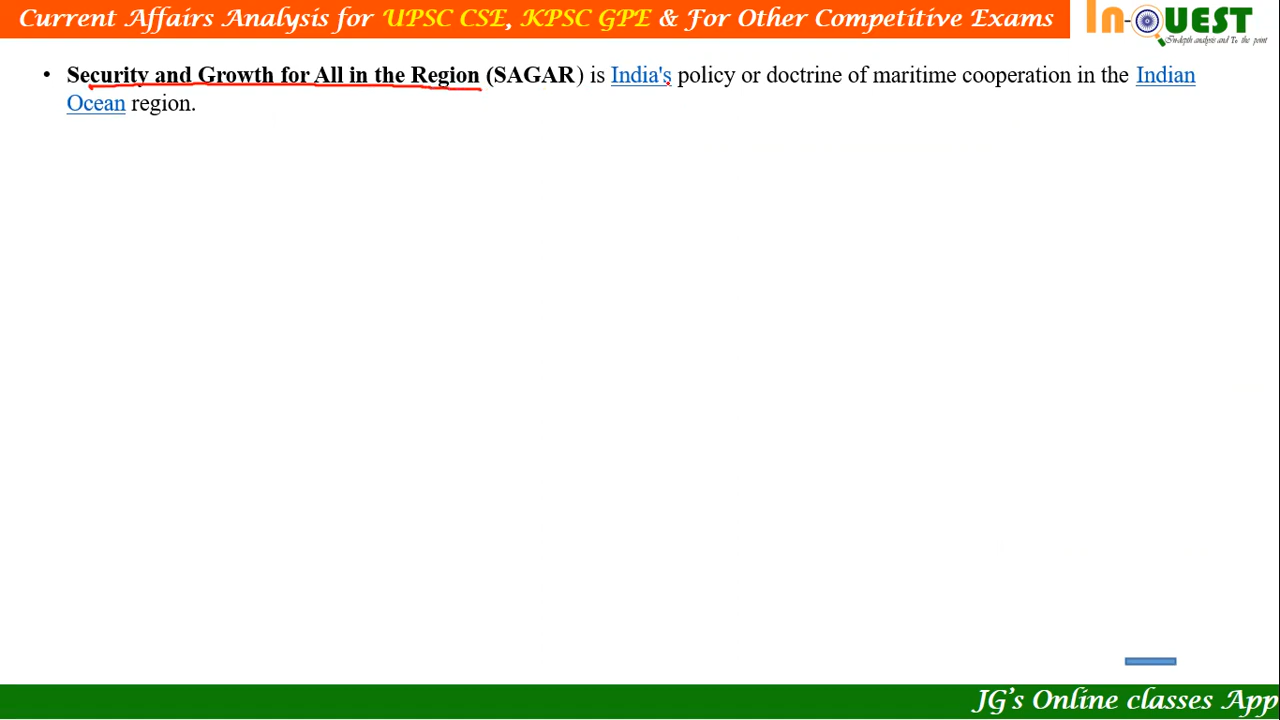 Current Affairs Analysis for UPSC CSE, KPSC GPE & For Other Competitive Exams
In-QUEST
In-depth analysis and To the point
• Security and Growth for All in the Region (SAGAR) is India's policy or doctrine of maritime cooperation in the Indian
Ocean region.
JG's Online classes App